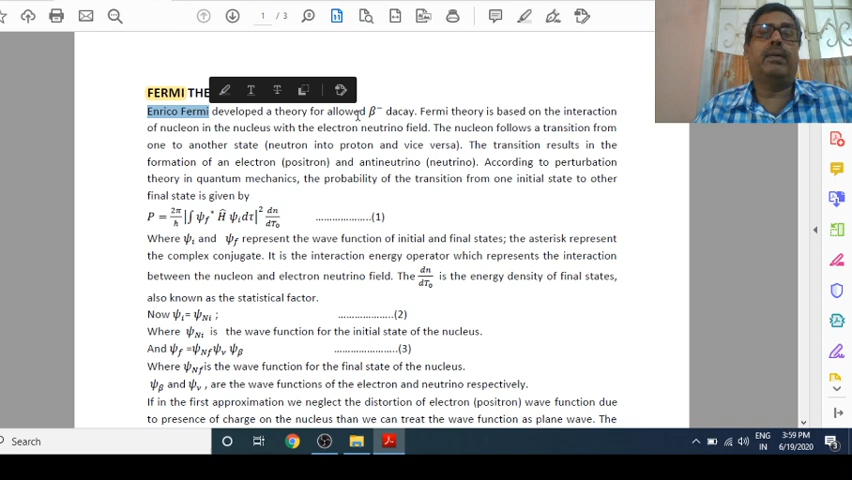 1 / 3
FERMI THE
Enrico Fermi developed a theory for allowed β⁻ dacay. Fermi theory is based on the interaction
of nucleon in the nucleus with the electron neutrino field. The nucleon follows a transition from
one to another state (neutron into proton and vice versa). The transition results in the
formation of an electron (positron) and antineutrino (neutrino). According to perturbation
theory in quantum mechanics, the probability of the transition from one initial state to other
final state is given by
P = 2π/ħ |∫ ψf* Ĥ ψi dτ|² dn/dT₀ ………………..(1)
Where ψi and ψf represent the wave function of initial and final states; the asterisk represent
the complex conjugate. It is the interaction energy operator which represents the interaction
between the nucleon and electron neutrino field. The dn/dT₀ is the energy density of final states,
also known as the statistical factor.
Now ψi= ψNi ; ………………..(2)
Where ψNi is the wave function for the initial state of the nucleus.
And ψf =ψNf ψν ψβ …………………..(3)
Where ψNf is the wave function for the final state of the nucleus.
ψβ and ψν , are the wave functions of the electron and neutrino respectively.
If in the first approximation we neglect the distortion of electron (positron) wave function due
to presence of charge on the nucleus than we can treat the wave function as plane wave. The
Search
ENG
IN
3:59 PM
6/19/2020
3